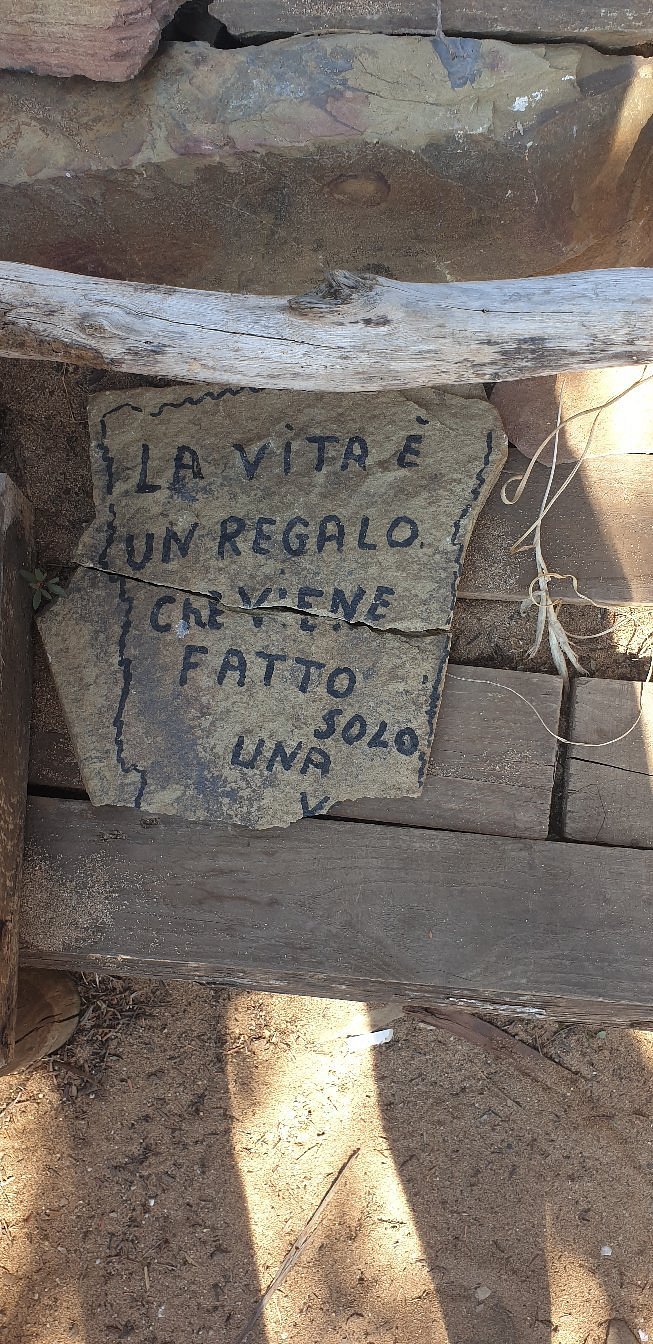 LA VITA È
UN REGALO.
CHE VIENE
FATTO
SOLO
UNA
V